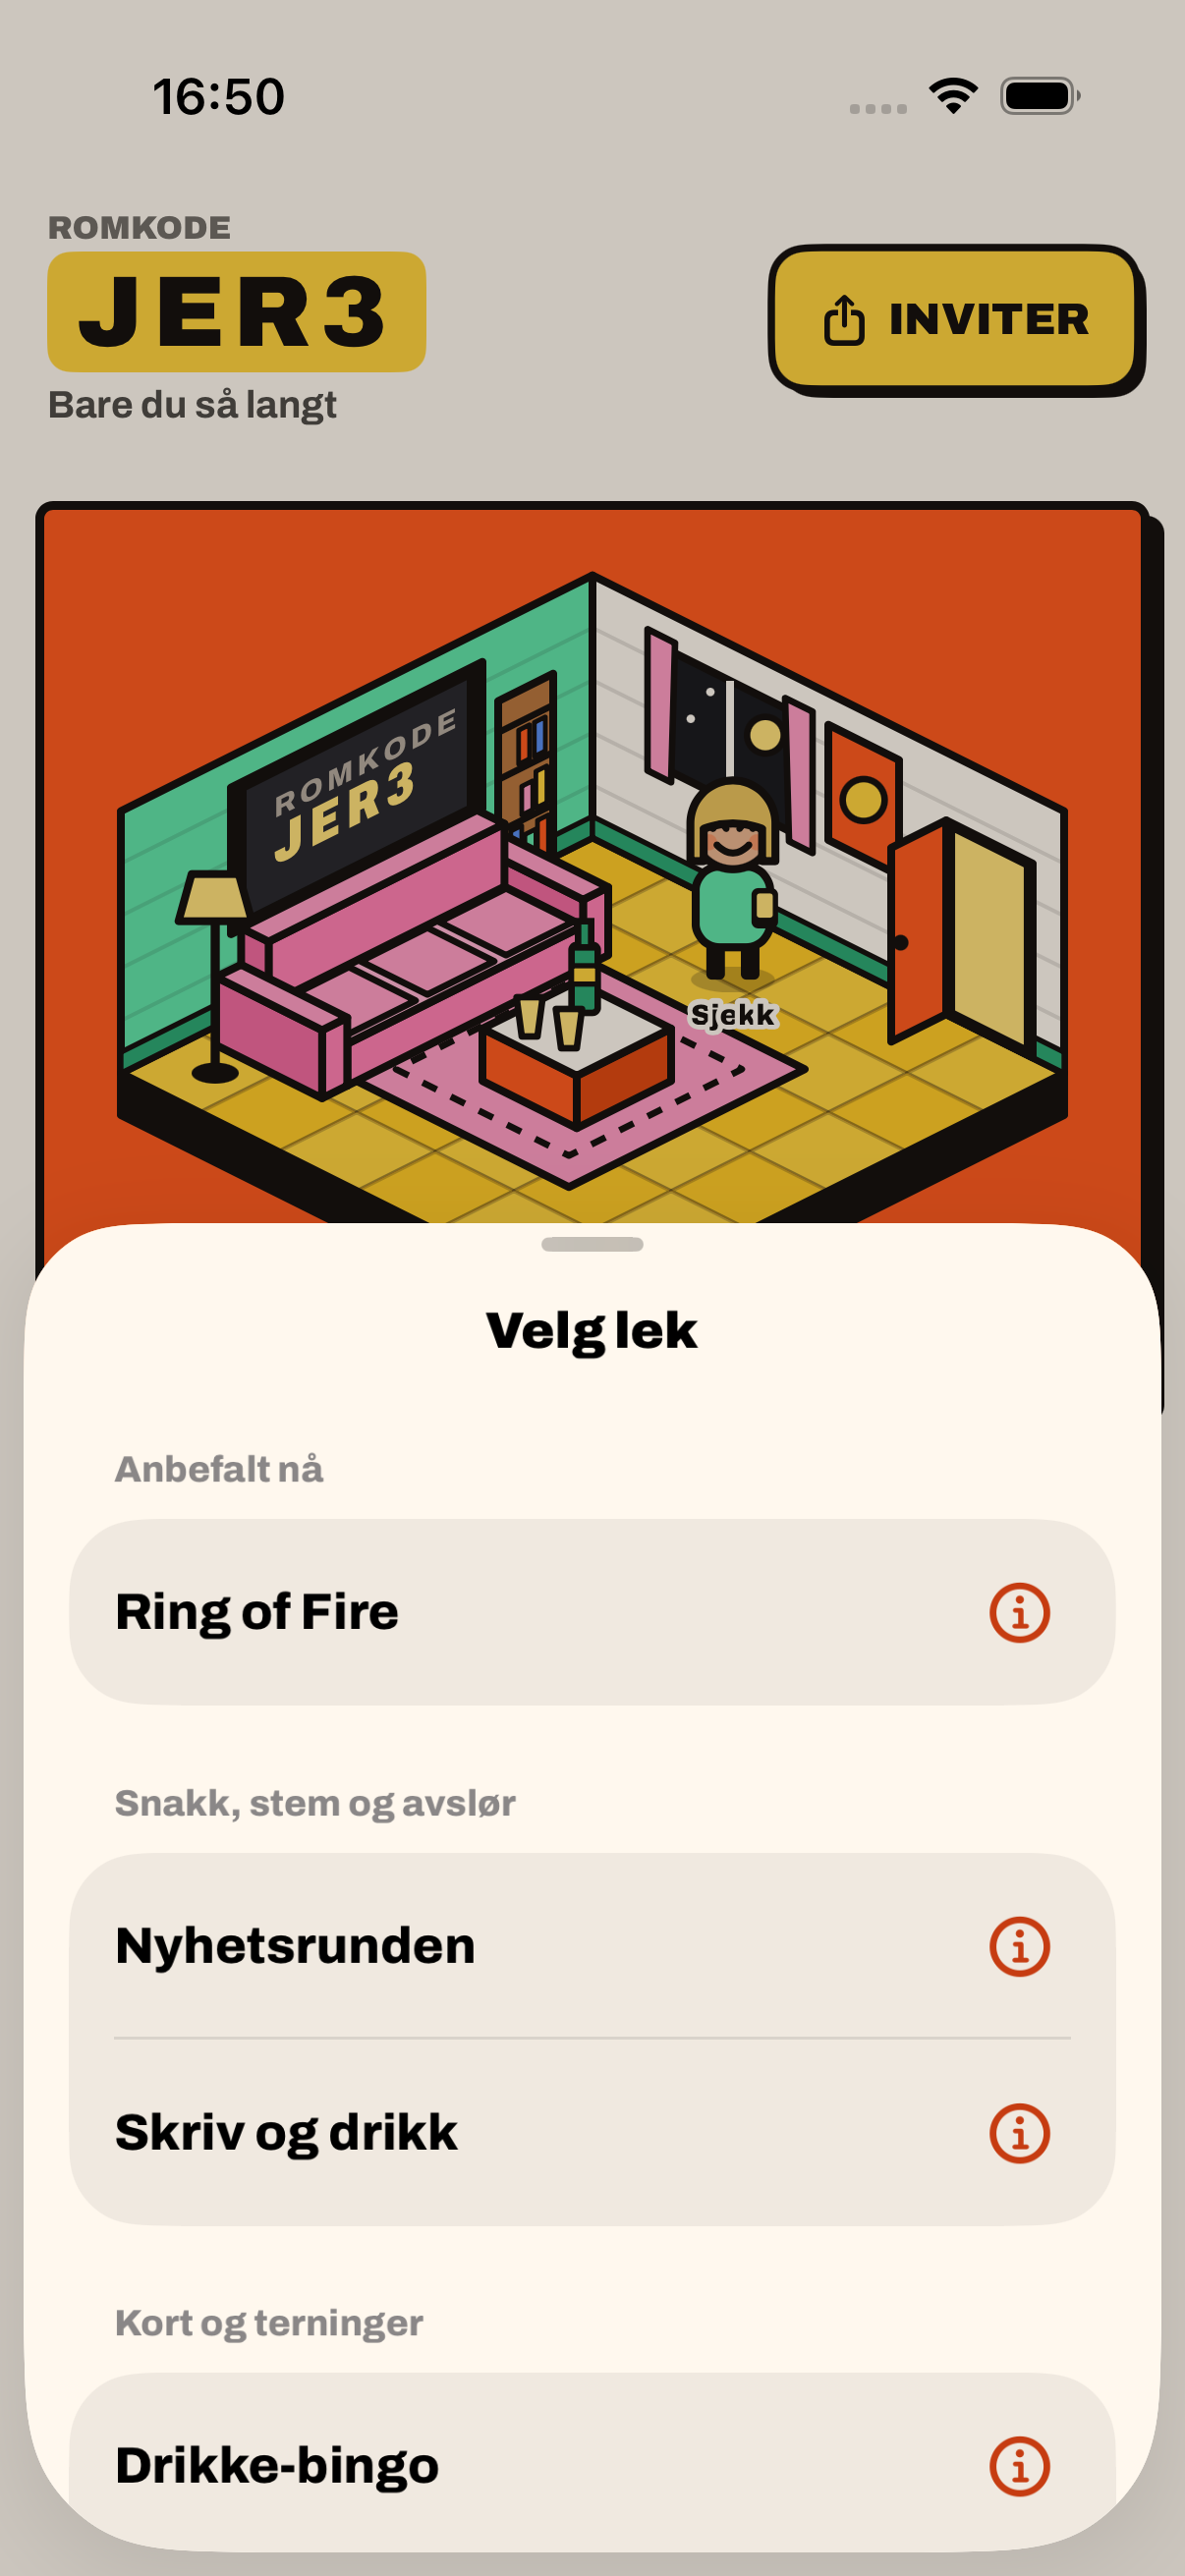 16:50
ROMKODE
JER3
Bare du så langt
INVITER
ROMKODE
JER3
Sjekk
Velg lek
Anbefalt nå
Ring of Fire
Snakk, stem og avslør
Nyhetsrunden
Skriv og drikk
Kort og terninger
Drikke-bingo